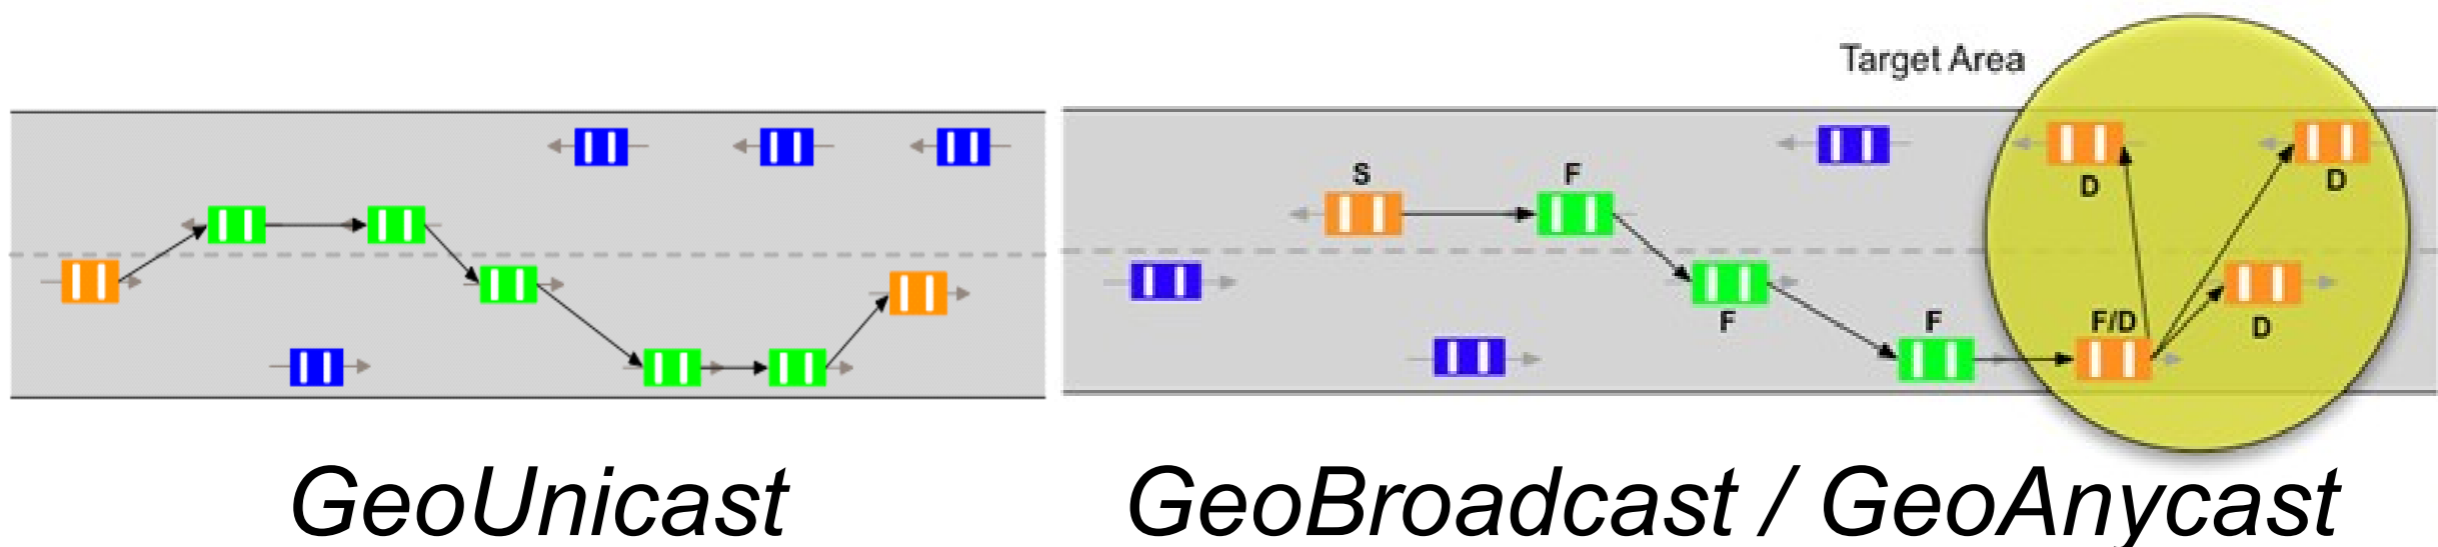 Target Area
S
F
F
F
F/D
D
D
D
GeoUnicast
GeoBroadcast / GeoAnycast